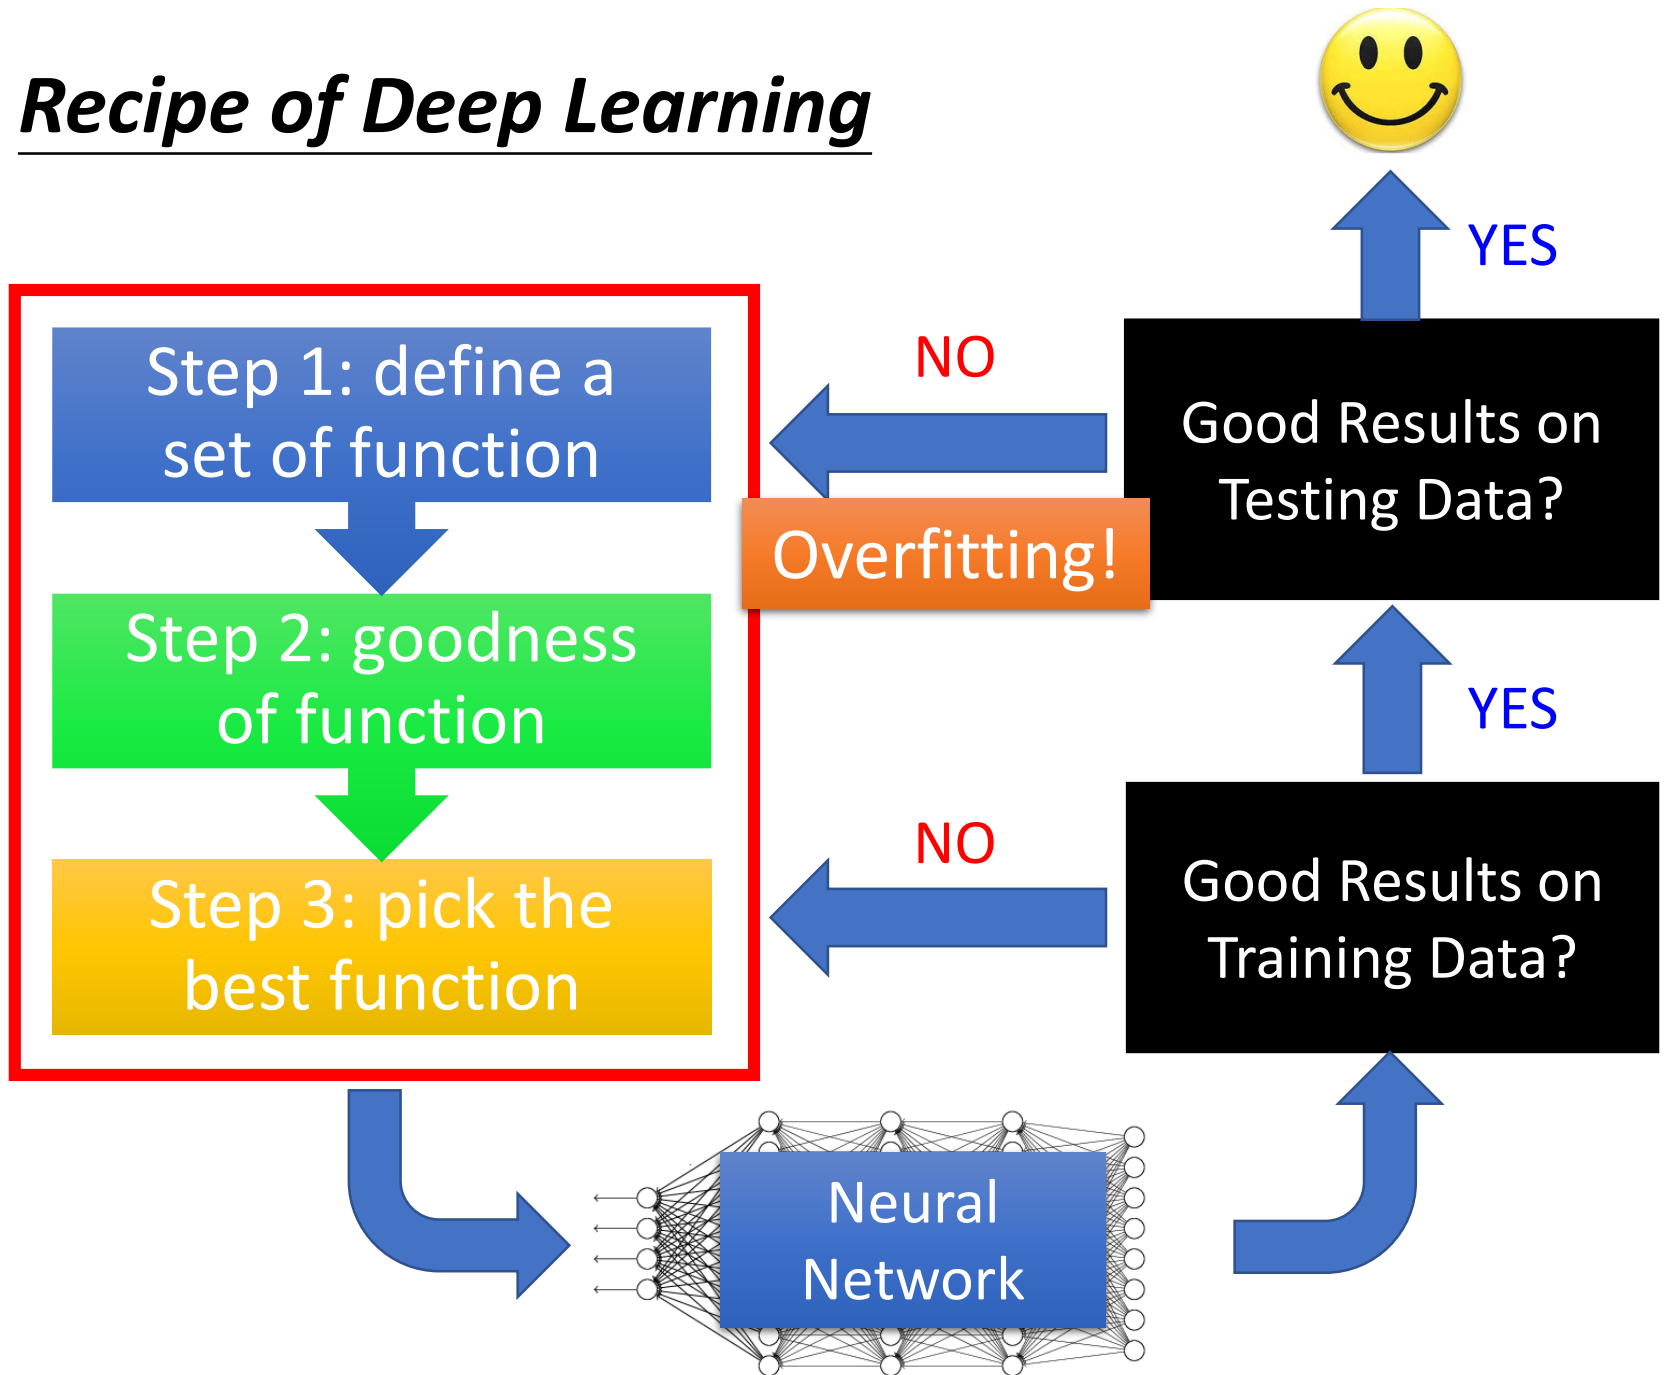 Recipe of Deep Learning
YES
Step 1: define a
set of function
NO
Good Results on
Testing Data?
Overfitting!
Step 2: goodness
of function
YES
Step 3: pick the
best function
NO
Good Results on
Training Data?
Neural
Network